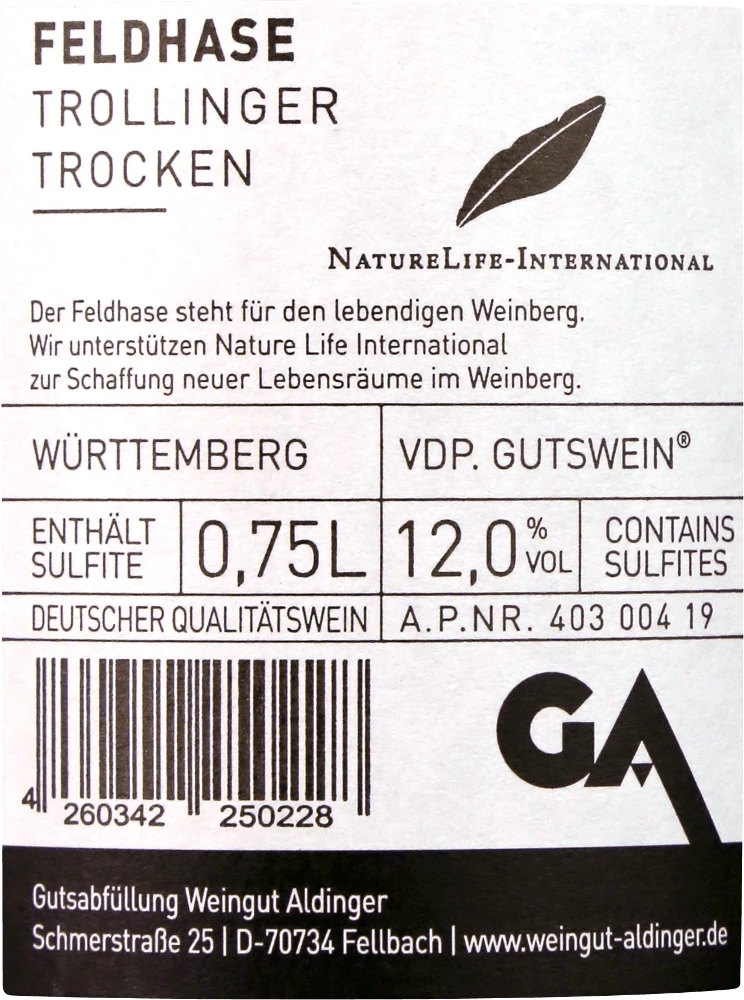 FELDHASE
TROLLINGER
TROCKEN
NATURELIFE-INTERNATIONAL
Der Feldhase steht für den lebendigen Weinberg.
Wir unterstützen Nature Life International
zur Schaffung neuer Lebensräume im Weinberg.
WÜRTTEMBERG
VDP. GUTSWEIN®
ENTHÄLT
SULFITE
0,75L
12,0 % VOL
CONTAINS
SULFITES
DEUTSCHER QUALITÄTSWEIN
A.P.NR. 403 004 19
GA
4 260342 250228
Gutsabfüllung Weingut Aldinger
Schmerstraße 25 | D-70734 Fellbach | www.weingut-aldinger.de